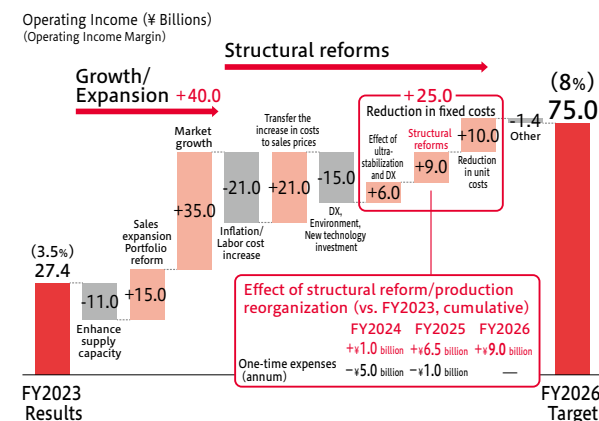 Operating Income (¥ Billions)
(Operating Income Margin)
Structural reforms
Growth/
Expansion +40.0
(3.5%)
27.4
-11.0
Enhance
supply
capacity
Sales
expansion
Portfolio
reform
+15.0
Market
growth
+35.0
-21.0
Inflation/
Labor cost
increase
Transfer the
increase in costs
to sales prices
+21.0
-15.0
DX,
Environment,
New technology
investment
+25.0
Reduction in fixed costs
Effect of
ultra-
stabilization
and DX
+6.0
Structural
reforms
+9.0
+10.0
Reduction
in unit
costs
-1.4
Other
(8%)
75.0
Effect of structural reform/production
reorganization (vs. FY2023, cumulative)
FY2024 FY2025 FY2026
+¥1.0 billion +¥6.5 billion +¥9.0 billion
One-time expenses
(annum)
−¥5.0 billion −¥1.0 billion —
FY2023
Results
FY2026
Target